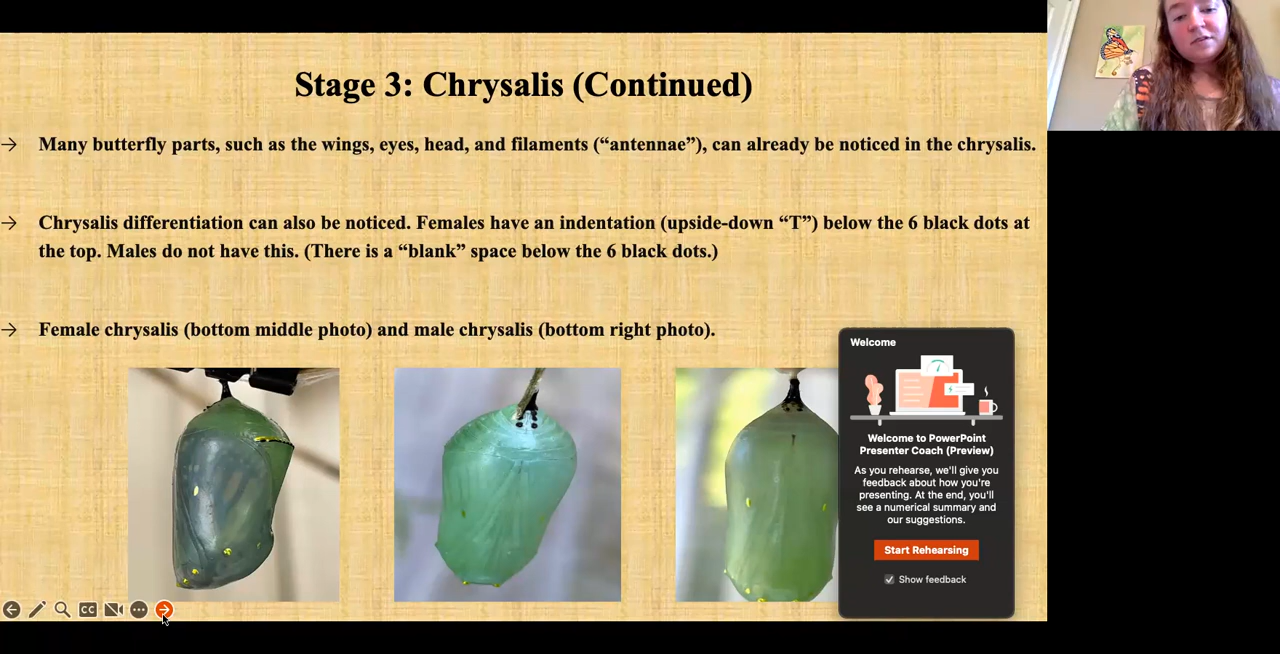 Stage 3: Chrysalis (Continued)
→ Many butterfly parts, such as the wings, eyes, head, and filaments (“antennae”), can already be noticed in the chrysalis.
→ Chrysalis differentiation can also be noticed. Females have an indentation (upside-down “T”) below the 6 black dots at
the top. Males do not have this. (There is a “blank” space below the 6 black dots.)
→ Female chrysalis (bottom middle photo) and male chrysalis (bottom right photo).
Welcome
Welcome to PowerPoint
Presenter Coach (Preview)
As you rehearse, we'll give you
feedback about how you're
presenting. At the end, you'll
see a numerical summary and
our suggestions.
Start Rehearsing
Show feedback
CC